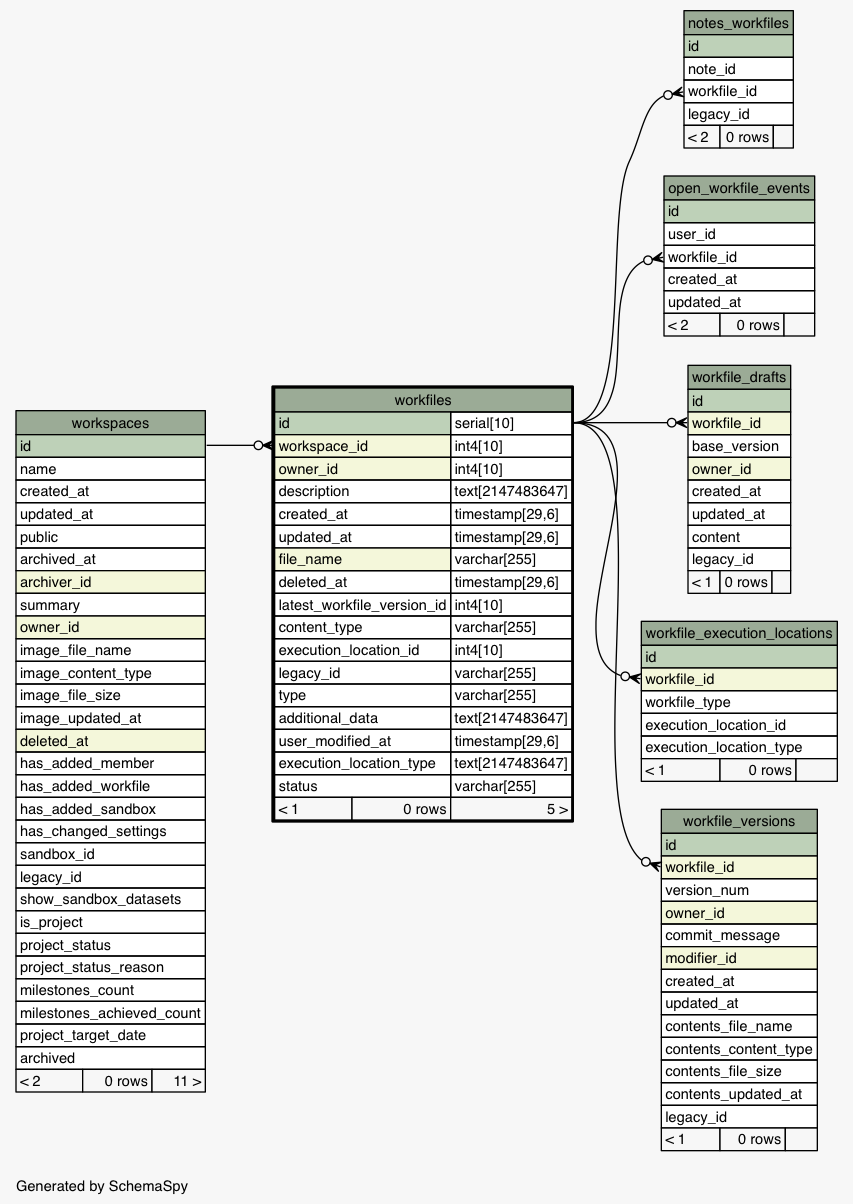 notes_workfiles
id
note_id
workfile_id
legacy_id
< 2 0 rows
open_workfile_events
id
user_id
workfile_id
created_at
updated_at
< 2 0 rows
workfile_drafts
id
workfile_id
base_version
owner_id
created_at
updated_at
content
legacy_id
< 1 0 rows
workfiles
id serial[10]
workspace_id int4[10]
owner_id int4[10]
description text[2147483647]
created_at timestamp[29,6]
updated_at timestamp[29,6]
file_name varchar[255]
deleted_at timestamp[29,6]
latest_workfile_version_id int4[10]
content_type varchar[255]
execution_location_id int4[10]
legacy_id varchar[255]
type varchar[255]
additional_data text[2147483647]
user_modified_at timestamp[29,6]
execution_location_type text[2147483647]
status varchar[255]
< 1 0 rows 5 >
workspaces
id
name
created_at
updated_at
public
archived_at
archiver_id
summary
owner_id
image_file_name
image_content_type
image_file_size
image_updated_at
deleted_at
has_added_member
has_added_workfile
has_added_sandbox
has_changed_settings
sandbox_id
legacy_id
show_sandbox_datasets
is_project
project_status
project_status_reason
milestones_count
milestones_achieved_count
project_target_date
archived
< 2 0 rows 11 >
workfile_execution_locations
id
workfile_id
workfile_type
execution_location_id
execution_location_type
< 1 0 rows
workfile_versions
id
workfile_id
version_num
owner_id
commit_message
modifier_id
created_at
updated_at
contents_file_name
contents_content_type
contents_file_size
contents_updated_at
legacy_id
< 1 0 rows
Generated by SchemaSpy